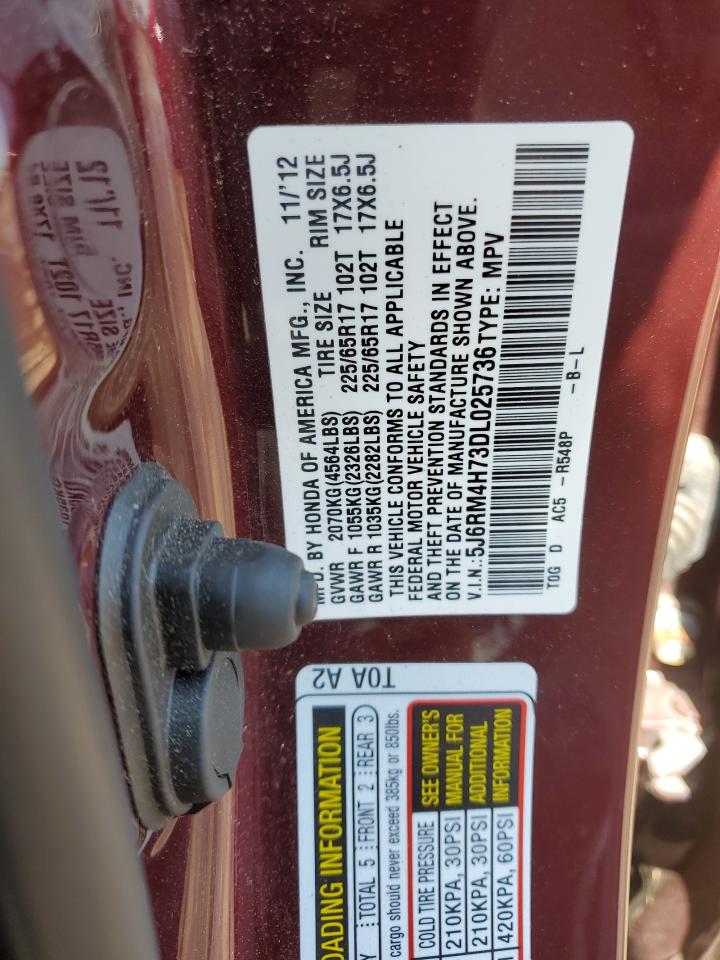 MFD. BY HONDA OF AMERICA MFG., INC. 11/'12
GVWR 2070KG(4564LBS) TIRE SIZE RIM SIZE
GAWR F 1055KG(2326LBS) 225/65R17 102T 17X6.5J
GAWR R 1035KG(2282LBS) 225/65R17 102T 17X6.5J
THIS VEHICLE CONFORMS TO ALL APPLICABLE
FEDERAL MOTOR VEHICLE SAFETY
AND THEFT PREVENTION STANDARDS IN EFFECT
ON THE DATE OF MANUFACTURE SHOWN ABOVE.
V.I.N.:5J6RM4H73DL025736 TYPE: MPV
T0G D AC5 -R548P -B-L
T0A A2
LOADING INFORMATION
TOTAL 5 FRONT 2 REAR 3
cargo should never exceed 385kg or 850lbs.
COLD TIRE PRESSURE
210KPA, 30PSI
210KPA, 30PSI
420KPA, 60PSI
SEE OWNER'S
MANUAL FOR
ADDITIONAL
INFORMATION